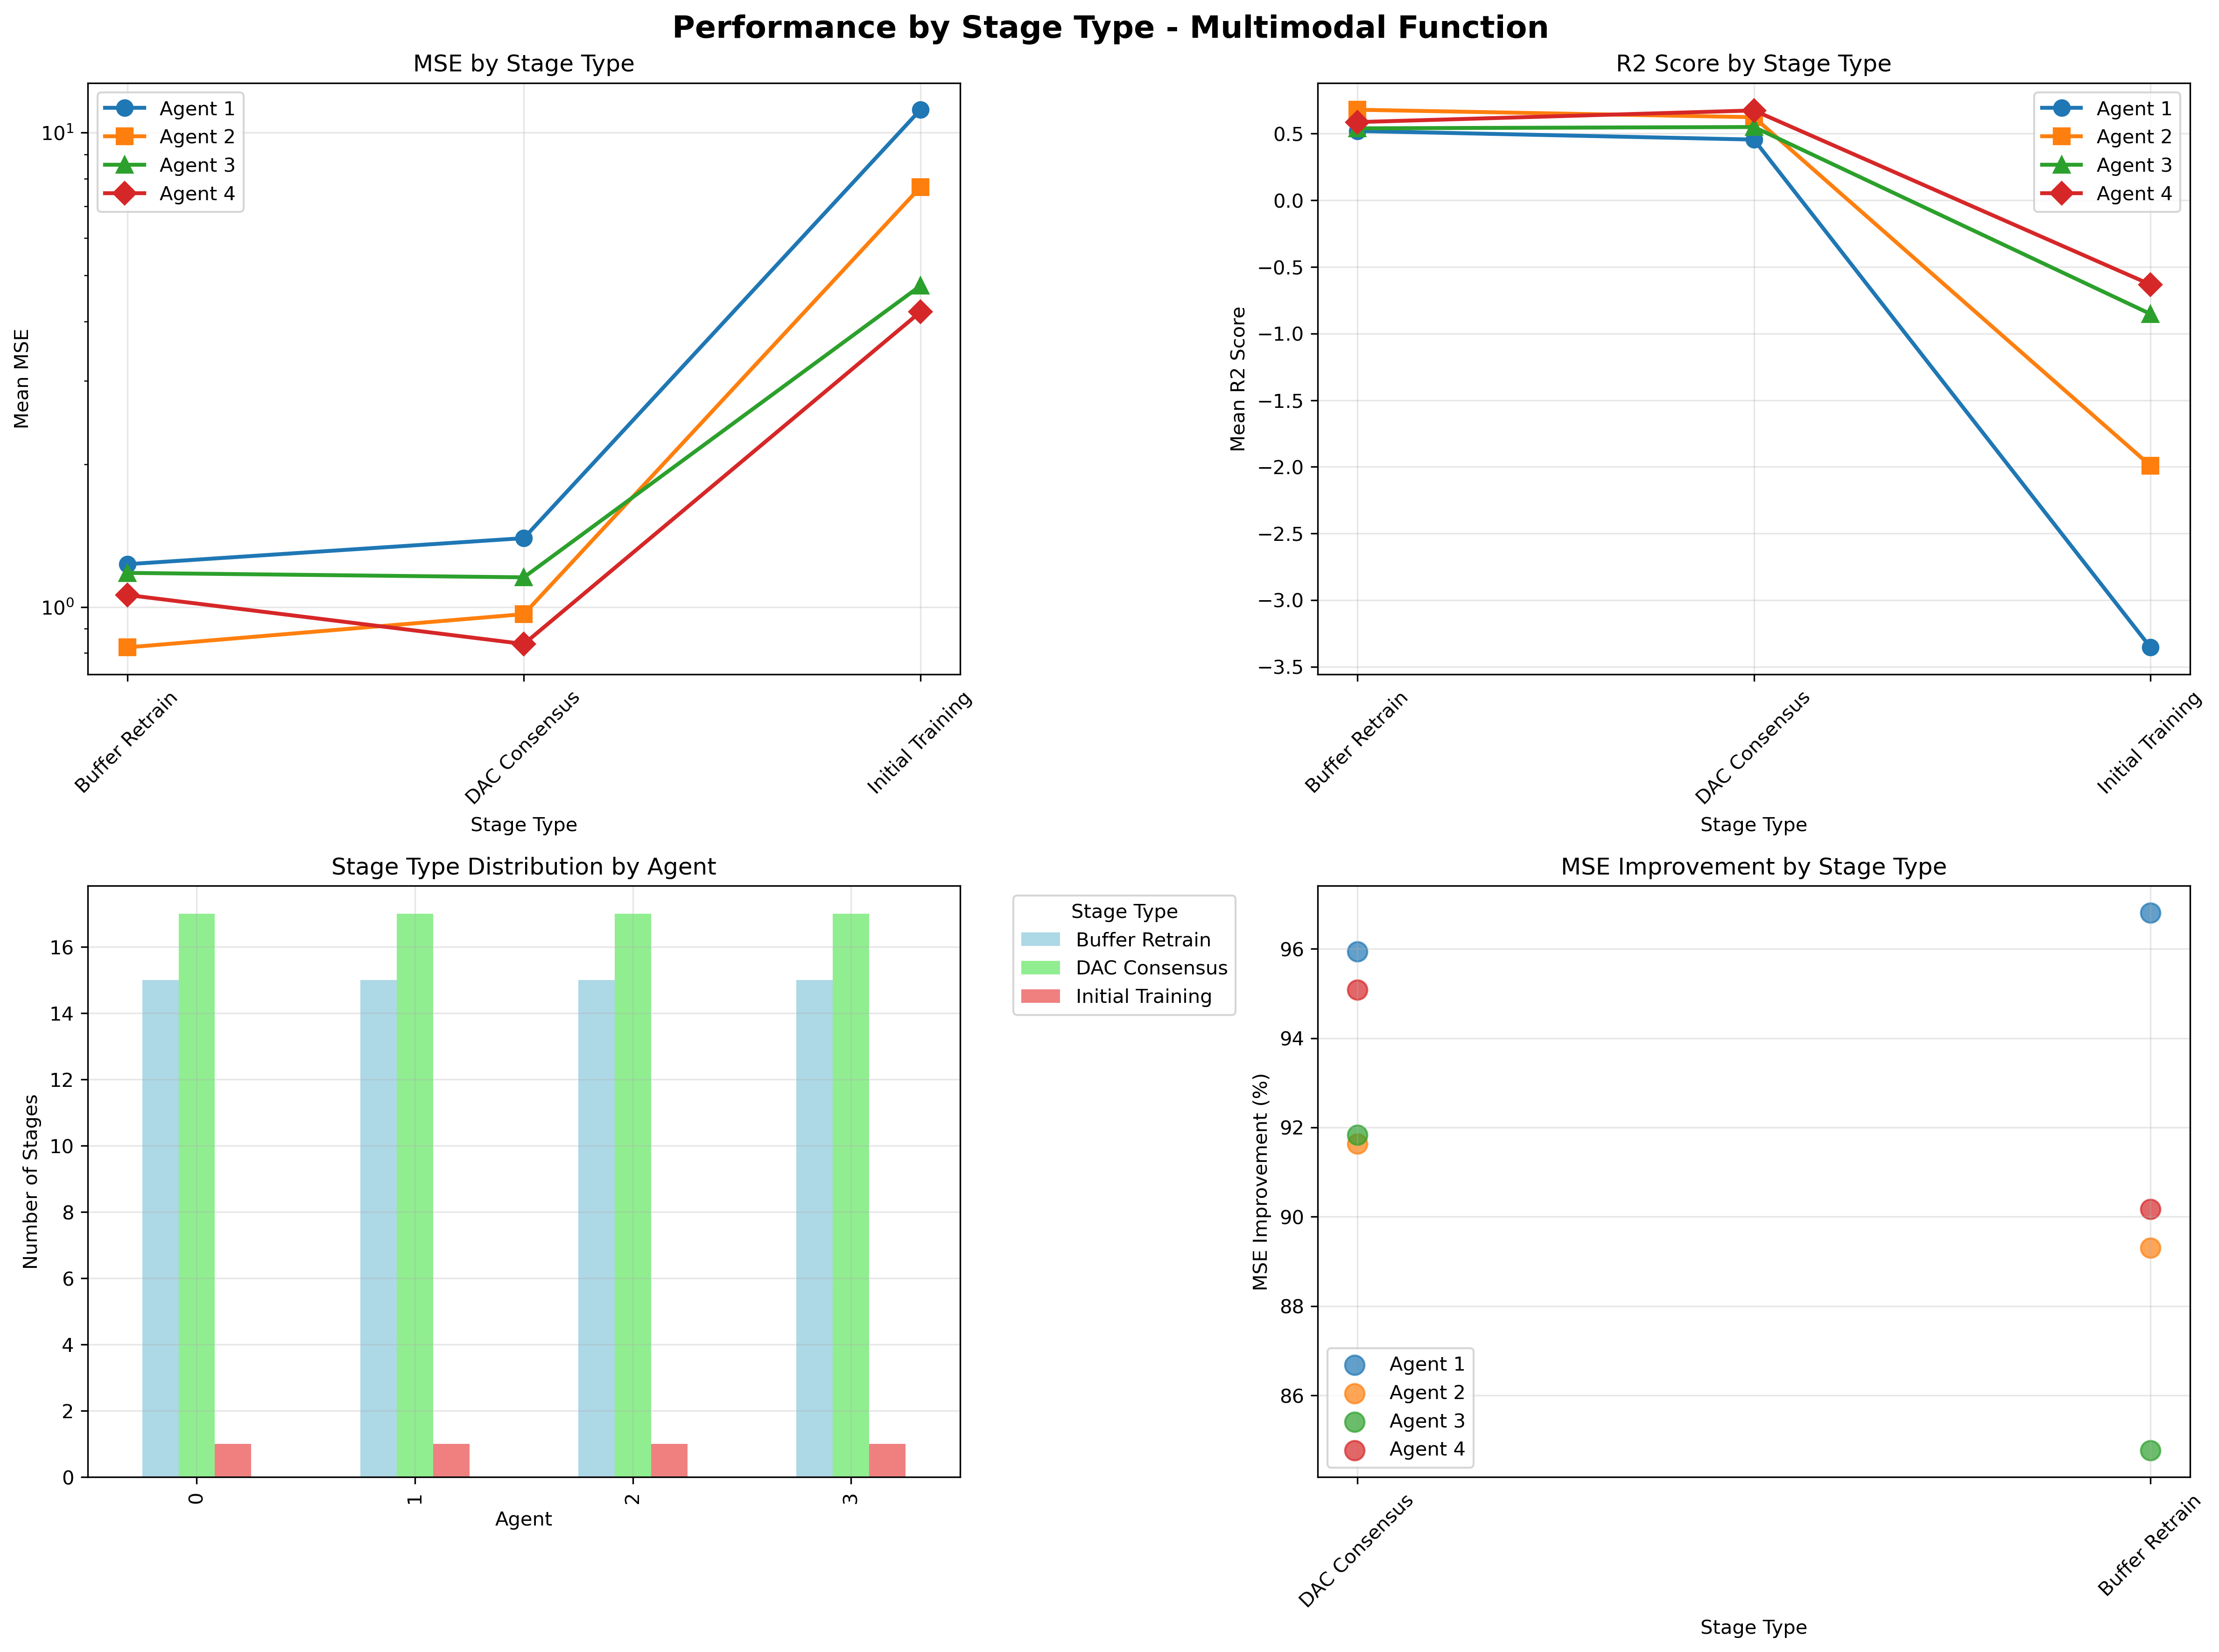 Performance by Stage Type - Multimodal Function
MSE by Stage Type
Agent 1
Agent 2
Agent 3
Agent 4
10¹
10⁰
Mean MSE
Buffer Retrain
DAC Consensus
Initial Training
Stage Type
R2 Score by Stage Type
Agent 1
Agent 2
Agent 3
Agent 4
0.5
0.0
−0.5
−1.0
−1.5
−2.0
−2.5
−3.0
−3.5
Mean R2 Score
Buffer Retrain
DAC Consensus
Initial Training
Stage Type
Stage Type Distribution by Agent
16
14
12
10
8
6
4
2
0
Number of Stages
0
1
2
3
Agent
Stage Type
Buffer Retrain
DAC Consensus
Initial Training
MSE Improvement by Stage Type
96
94
92
90
88
86
MSE Improvement (%)
Agent 1
Agent 2
Agent 3
Agent 4
DAC Consensus
Buffer Retrain
Stage Type